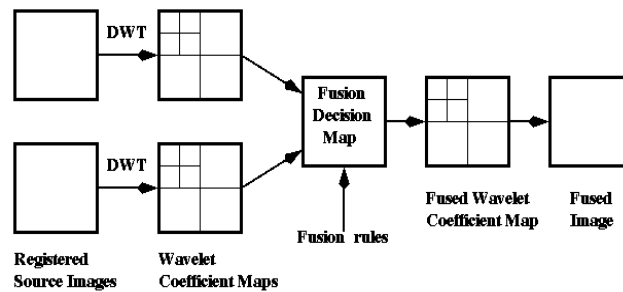 DWT
DWT
Fusion
Decision
Map
Fusion rules
Registered
Source Images
Wavelet
Coefficient Maps
Fused Wavelet
Coefficient Map
Fused
Image